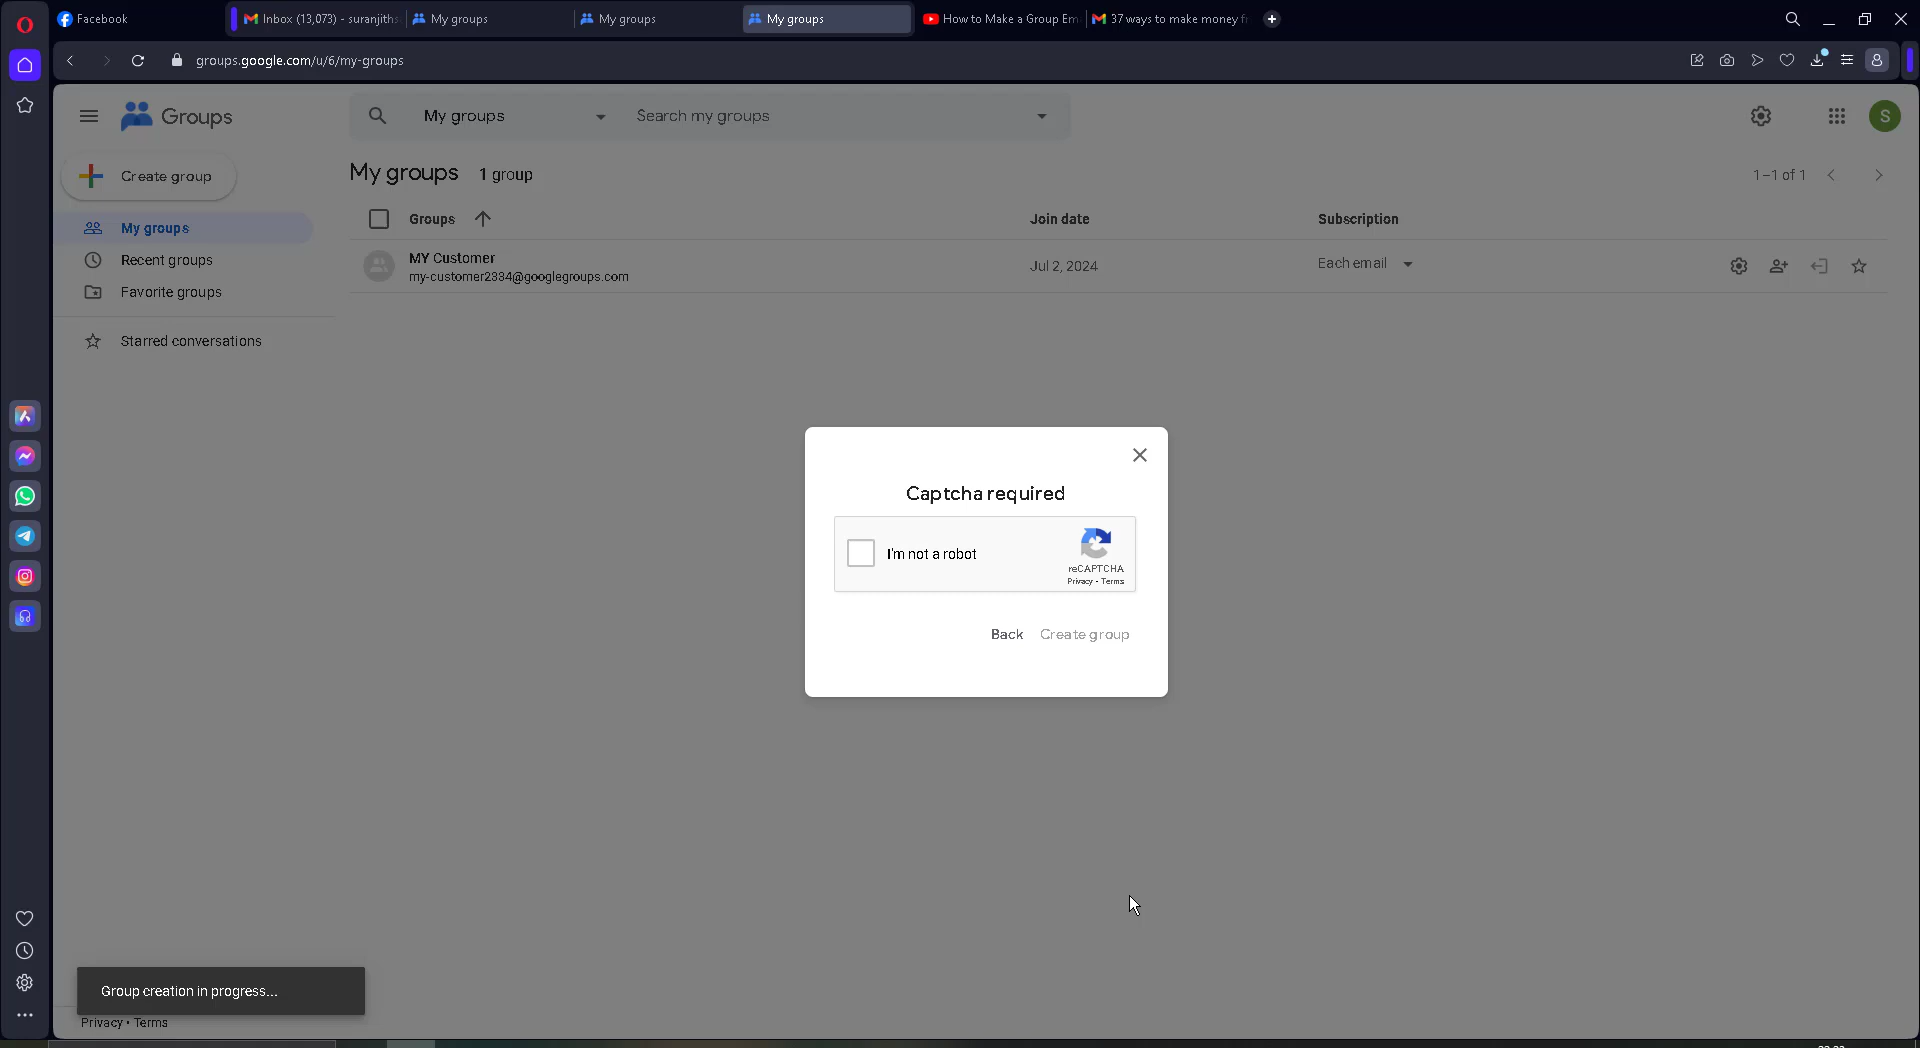 Facebook
Inbox (13,073) - suranjiths
My groups
My groups
My groups
How to Make a Group Em
37 ways to make money f
groups.google.com/u/6/my-groups
Groups
My groups
Search my groups
S
Create group
My groups 1 group
1–1 of 1
Groups
Join date
Subscription
My groups
MY Customer
my-customer2334@googlegroups.com
Jul 2, 2024
Each email
Recent groups
Favorite groups
Starred conversations
Captcha required
I'm not a robot
reCAPTCHA
Privacy - Terms
Back
Create group
Group creation in progress...
Privacy • Terms